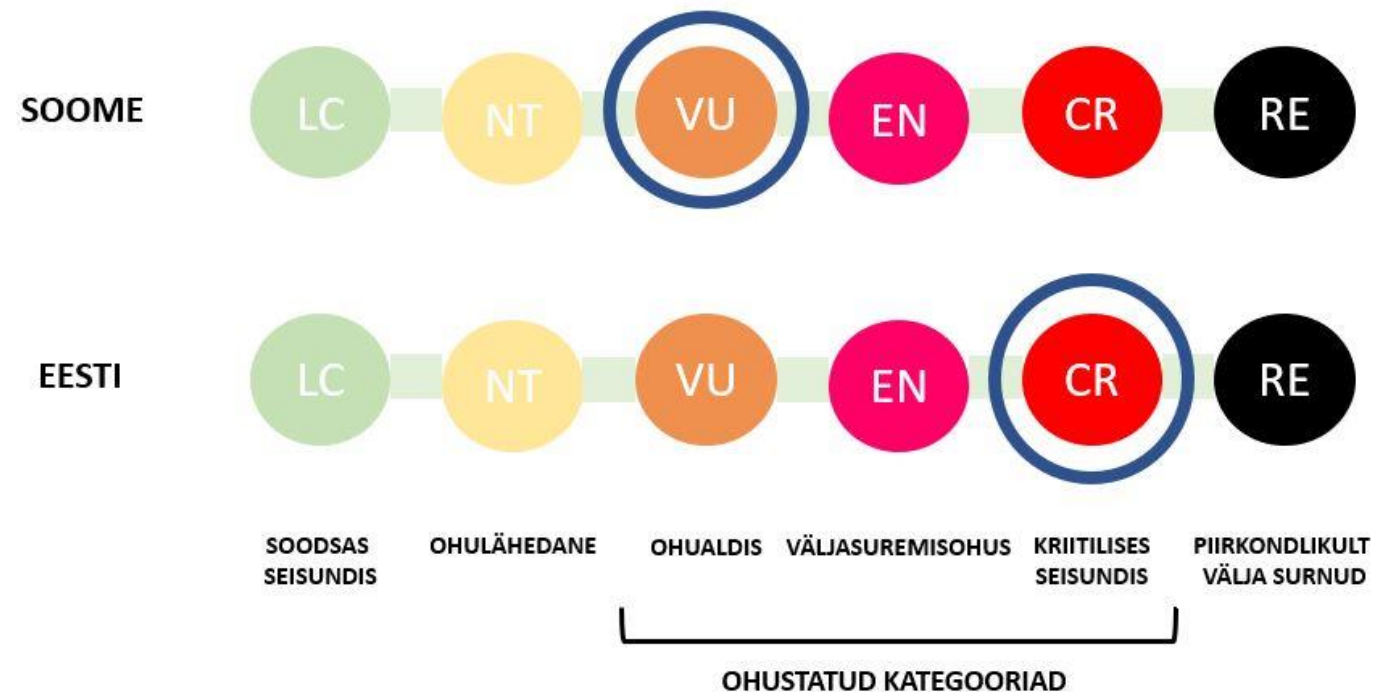 SOOME LC NT VU EN CR RE
EESTI LC NT VU EN CR RE
SOODSAS SEISUNDIS
OHULÄHEDANE
OHUALDIS
VÄLJASUREMISOHUS
KRIITILISES SEISUNDIS
PIIRKONDLIKULT VÄLJA SURNUD
OHUSTATUD KATEGOORIAD